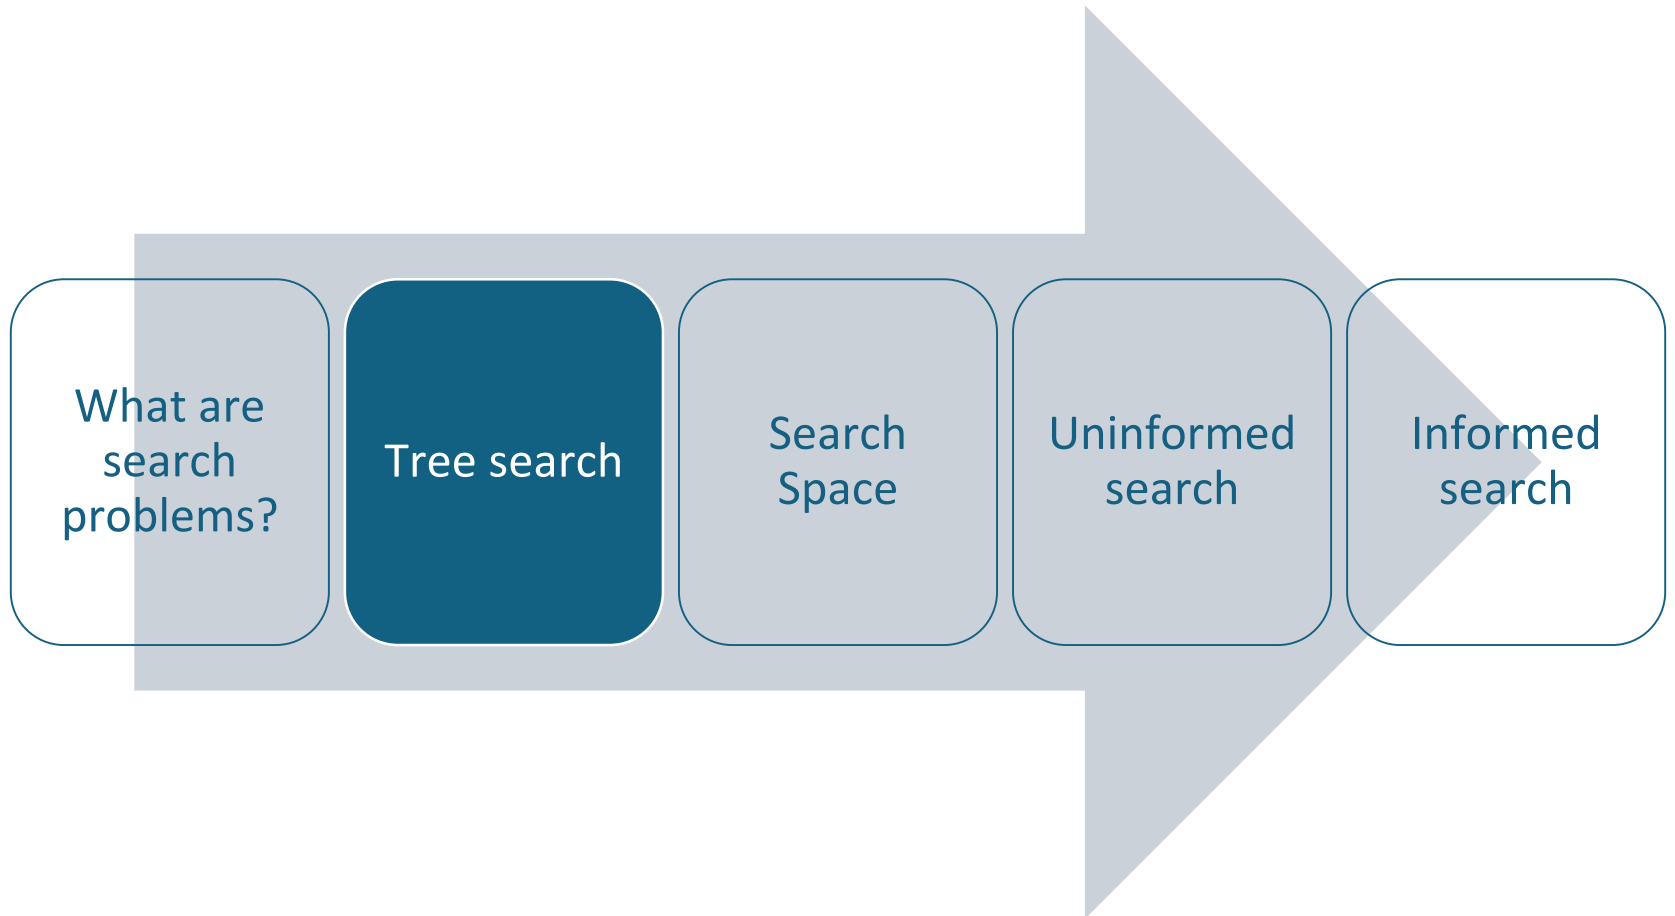 What are
search
problems?
Tree search
Search
Space
Uninformed
search
Informed
search